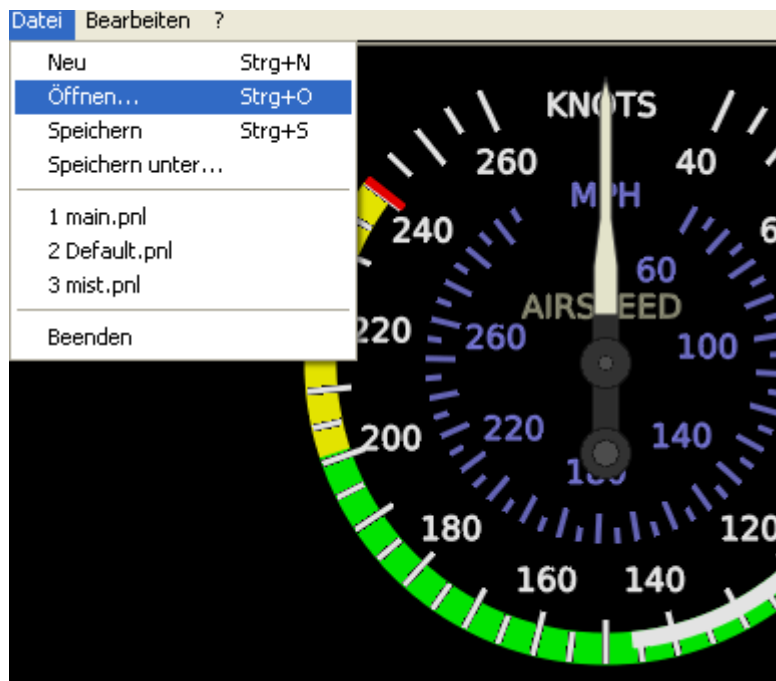 Datei Bearbeiten ?
Neu Strg+N
Öffnen... Strg+O
Speichern Strg+S
Speichern unter...
1 main.pnl
2 Default.pnl
3 mist.pnl
Beenden
KNOTS
260 40
MPH
240
60
AIRSPEED
220 260 100
200 220 140
180
180 120
160 140